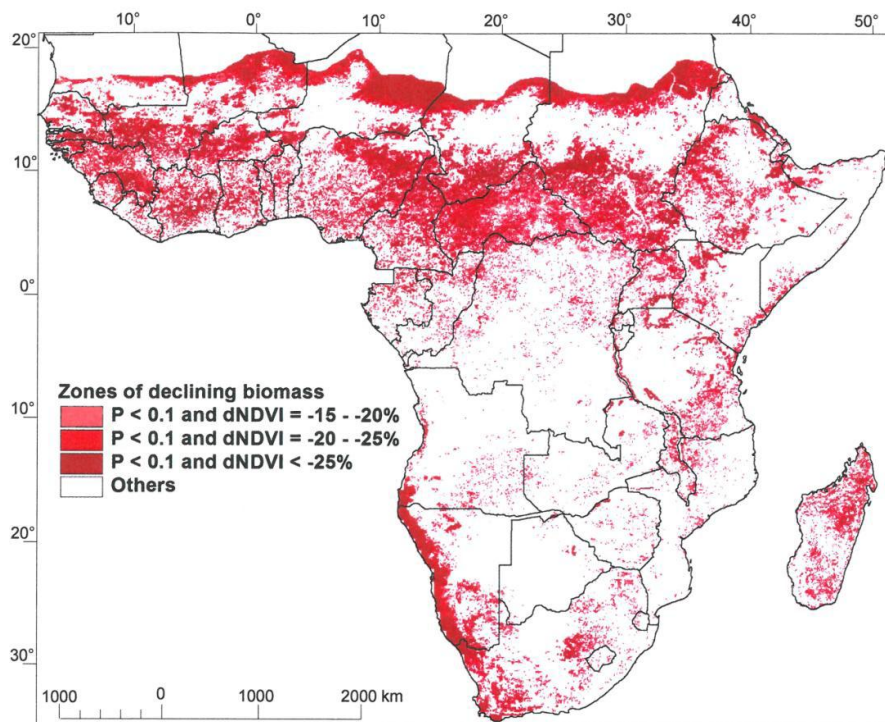 10° 0° 10° 20° 30° 40° 50°
20°
10°
0°
Zones of declining biomass
P < 0.1 and dNDVI = -15 - -20%
P < 0.1 and dNDVI = -20 - -25%
P < 0.1 and dNDVI < -25%
Others
10°
20°
30°
1000 0 1000 2000 km